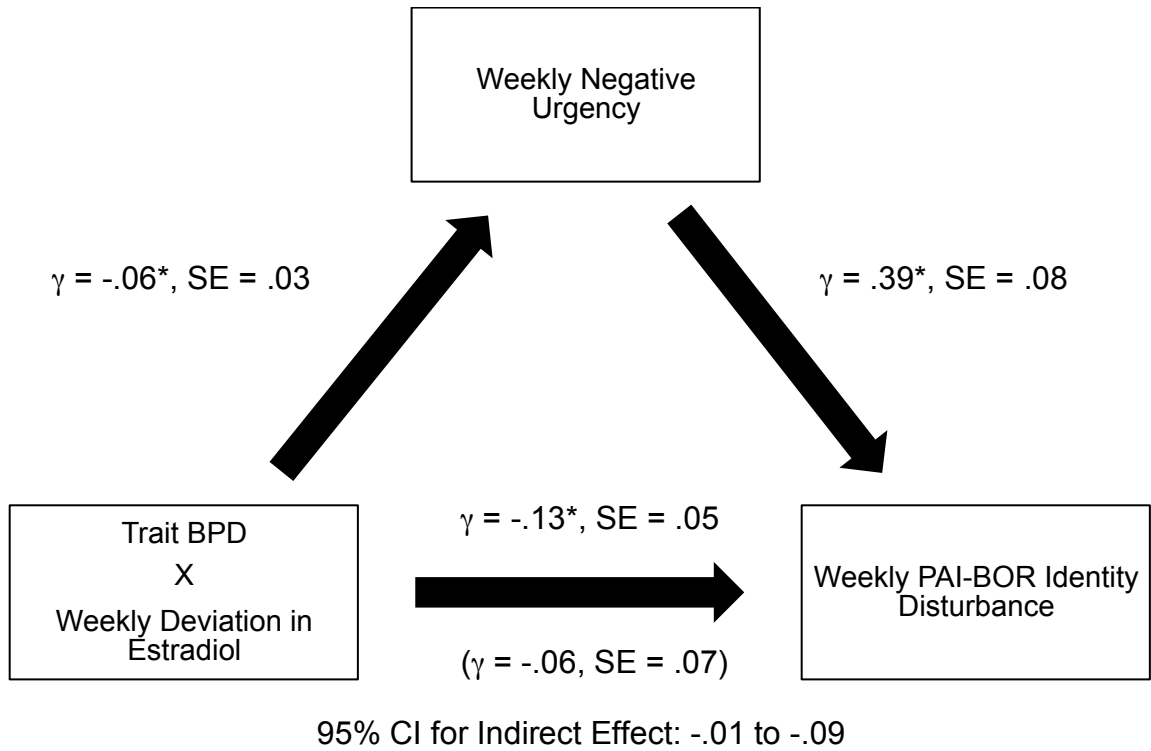 Weekly Negative
Urgency
γ = -.06*, SE = .03
γ = .39*, SE = .08
Trait BPD
X
Weekly Deviation in
Estradiol
γ = -.13*, SE = .05
(γ = -.06, SE = .07)
Weekly PAI-BOR Identity
Disturbance
95% CI for Indirect Effect: -.01 to -.09